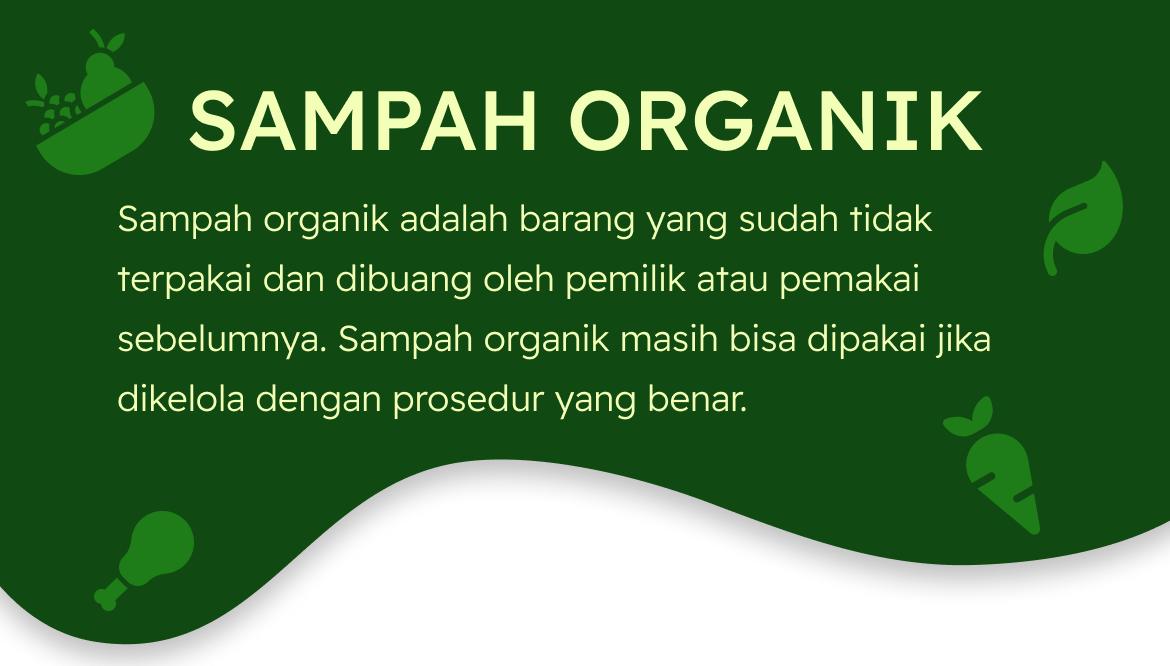 SAMPAH ORGANIK
Sampah organik adalah barang yang sudah tidak
terpakai dan dibuang oleh pemilik atau pemakai
sebelumnya. Sampah organik masih bisa dipakai jika
dikelola dengan prosedur yang benar.